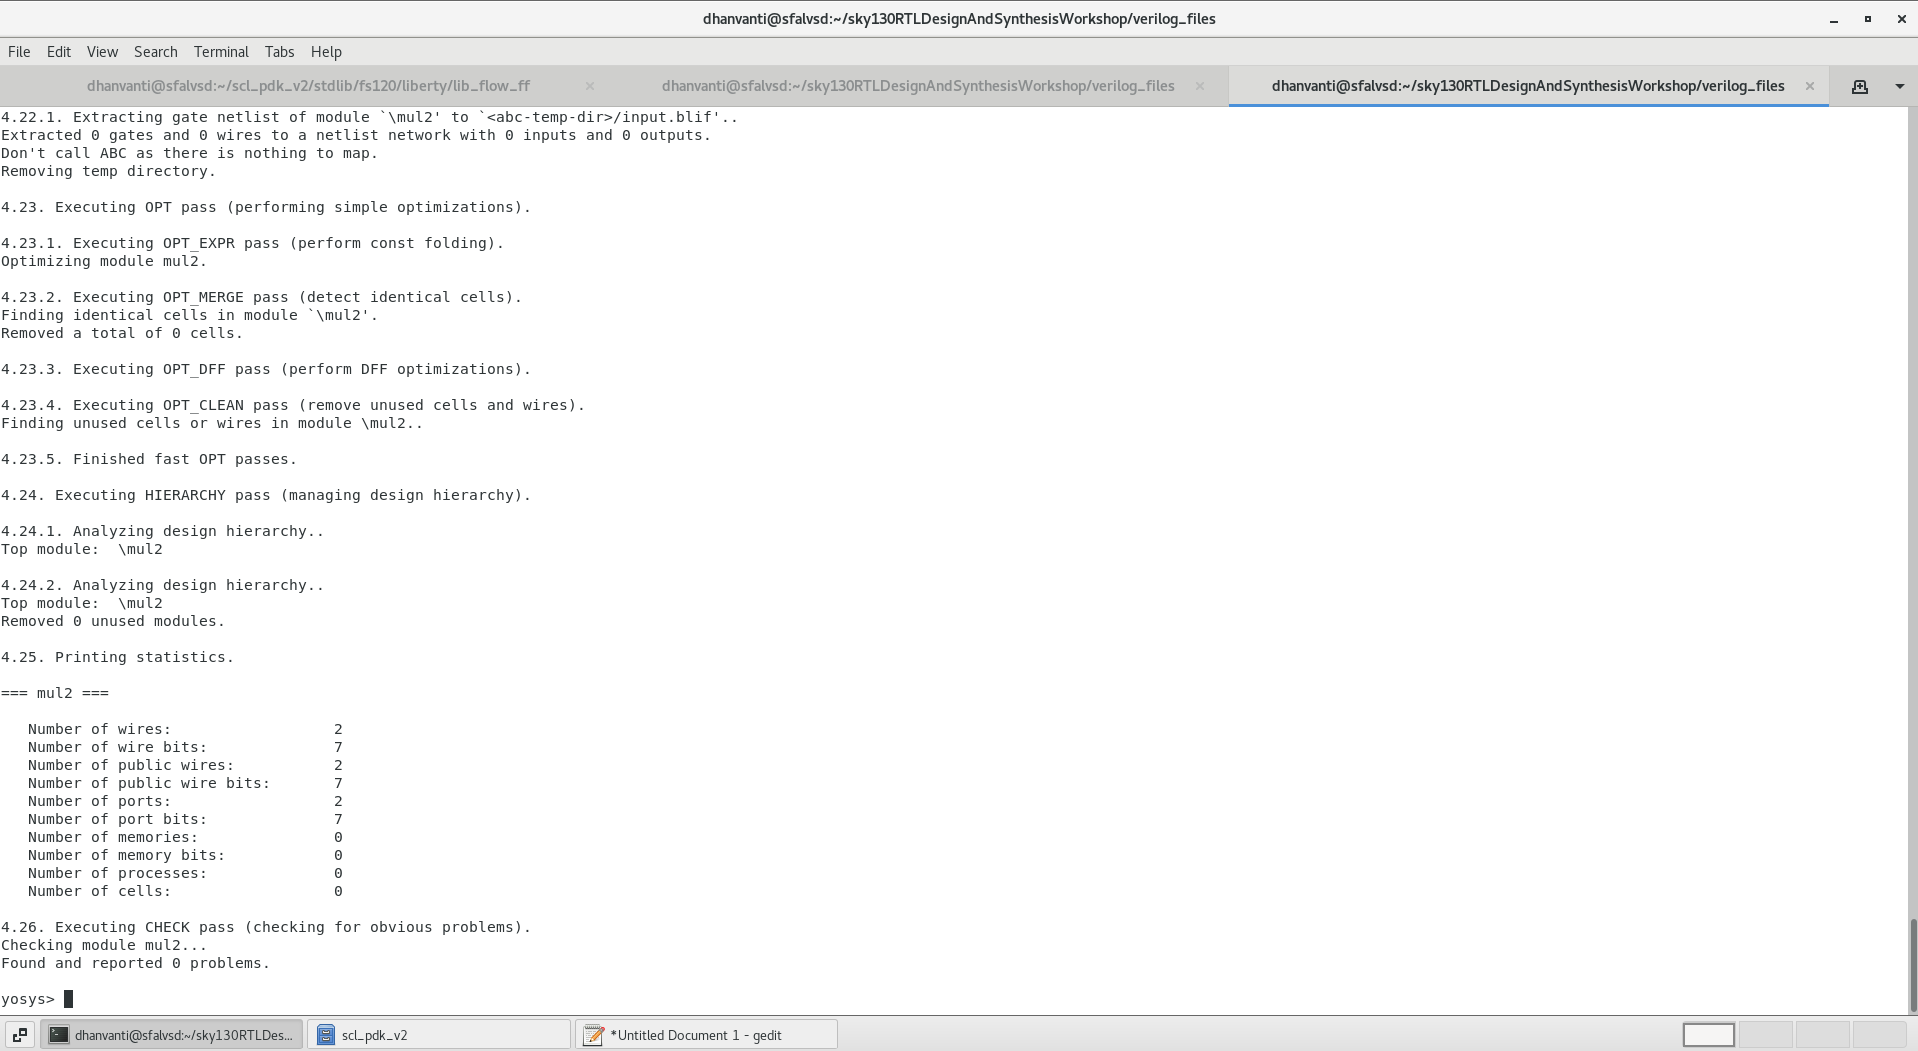 dhanvanti@sfalvsd:~/sky130RTLDesignAndSynthesisWorkshop/verilog_files
File Edit View Search Terminal Tabs Help
dhanvanti@sfalvsd:~/scl_pdk_v2/stdlib/fs120/liberty/lib_flow_ff
dhanvanti@sfalvsd:~/sky130RTLDesignAndSynthesisWorkshop/verilog_files
dhanvanti@sfalvsd:~/sky130RTLDesignAndSynthesisWorkshop/verilog_files
4.22.1. Extracting gate netlist of module `\mul2' to `<abc-temp-dir>/input.blif'..
Extracted 0 gates and 0 wires to a netlist network with 0 inputs and 0 outputs.
Don't call ABC as there is nothing to map.
Removing temp directory.
4.23. Executing OPT pass (performing simple optimizations).
4.23.1. Executing OPT_EXPR pass (perform const folding).
Optimizing module mul2.
4.23.2. Executing OPT_MERGE pass (detect identical cells).
Finding identical cells in module `\mul2'.
Removed a total of 0 cells.
4.23.3. Executing OPT_DFF pass (perform DFF optimizations).
4.23.4. Executing OPT_CLEAN pass (remove unused cells and wires).
Finding unused cells or wires in module \mul2..
4.23.5. Finished fast OPT passes.
4.24. Executing HIERARCHY pass (managing design hierarchy).
4.24.1. Analyzing design hierarchy..
Top module:  \mul2
4.24.2. Analyzing design hierarchy..
Top module:  \mul2
Removed 0 unused modules.
4.25. Printing statistics.
=== mul2 ===
Number of wires: 2
Number of wire bits: 7
Number of public wires: 2
Number of public wire bits: 7
Number of ports: 2
Number of port bits: 7
Number of memories: 0
Number of memory bits: 0
Number of processes: 0
Number of cells: 0
4.26. Executing CHECK pass (checking for obvious problems).
Checking module mul2...
Found and reported 0 problems.
yosys>
dhanvanti@sfalvsd:~/sky130RTLDes...
scl_pdk_v2
*Untitled Document 1 - gedit